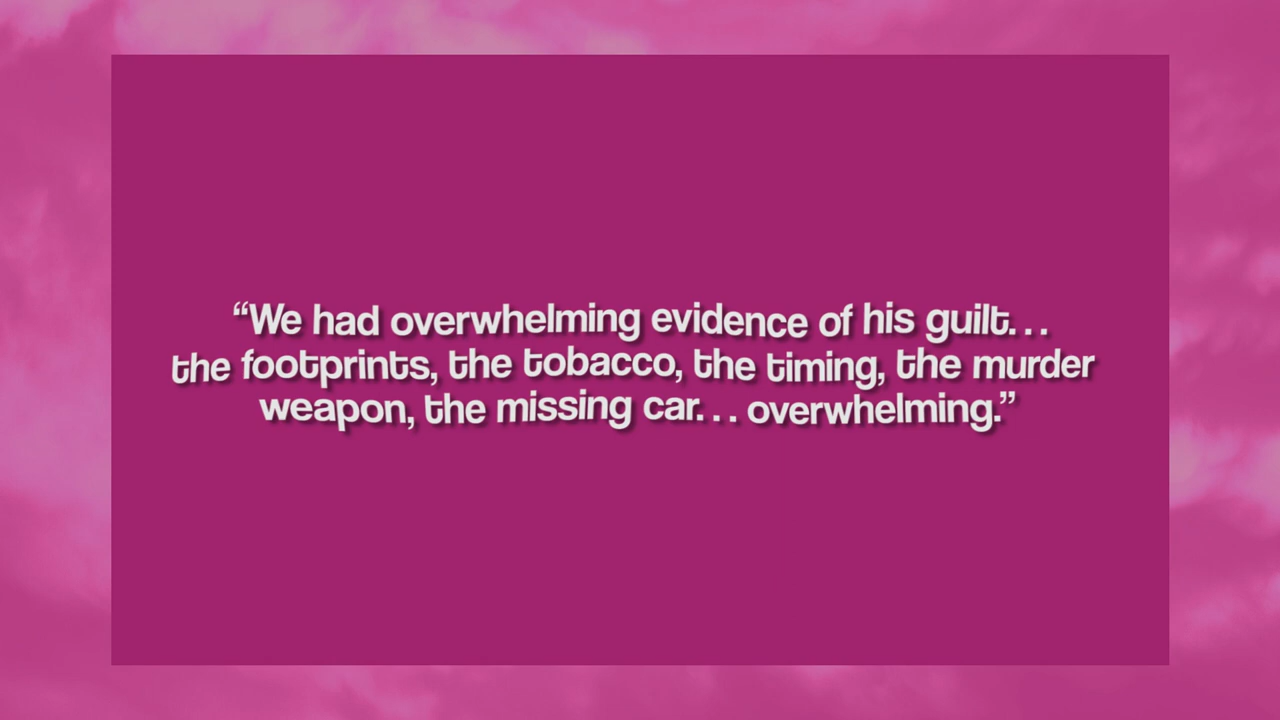 “We had overwhelming evidence of his guilt...
the footprints, the tobacco, the timing, the murder
weapon, the missing car... overwhelming.”